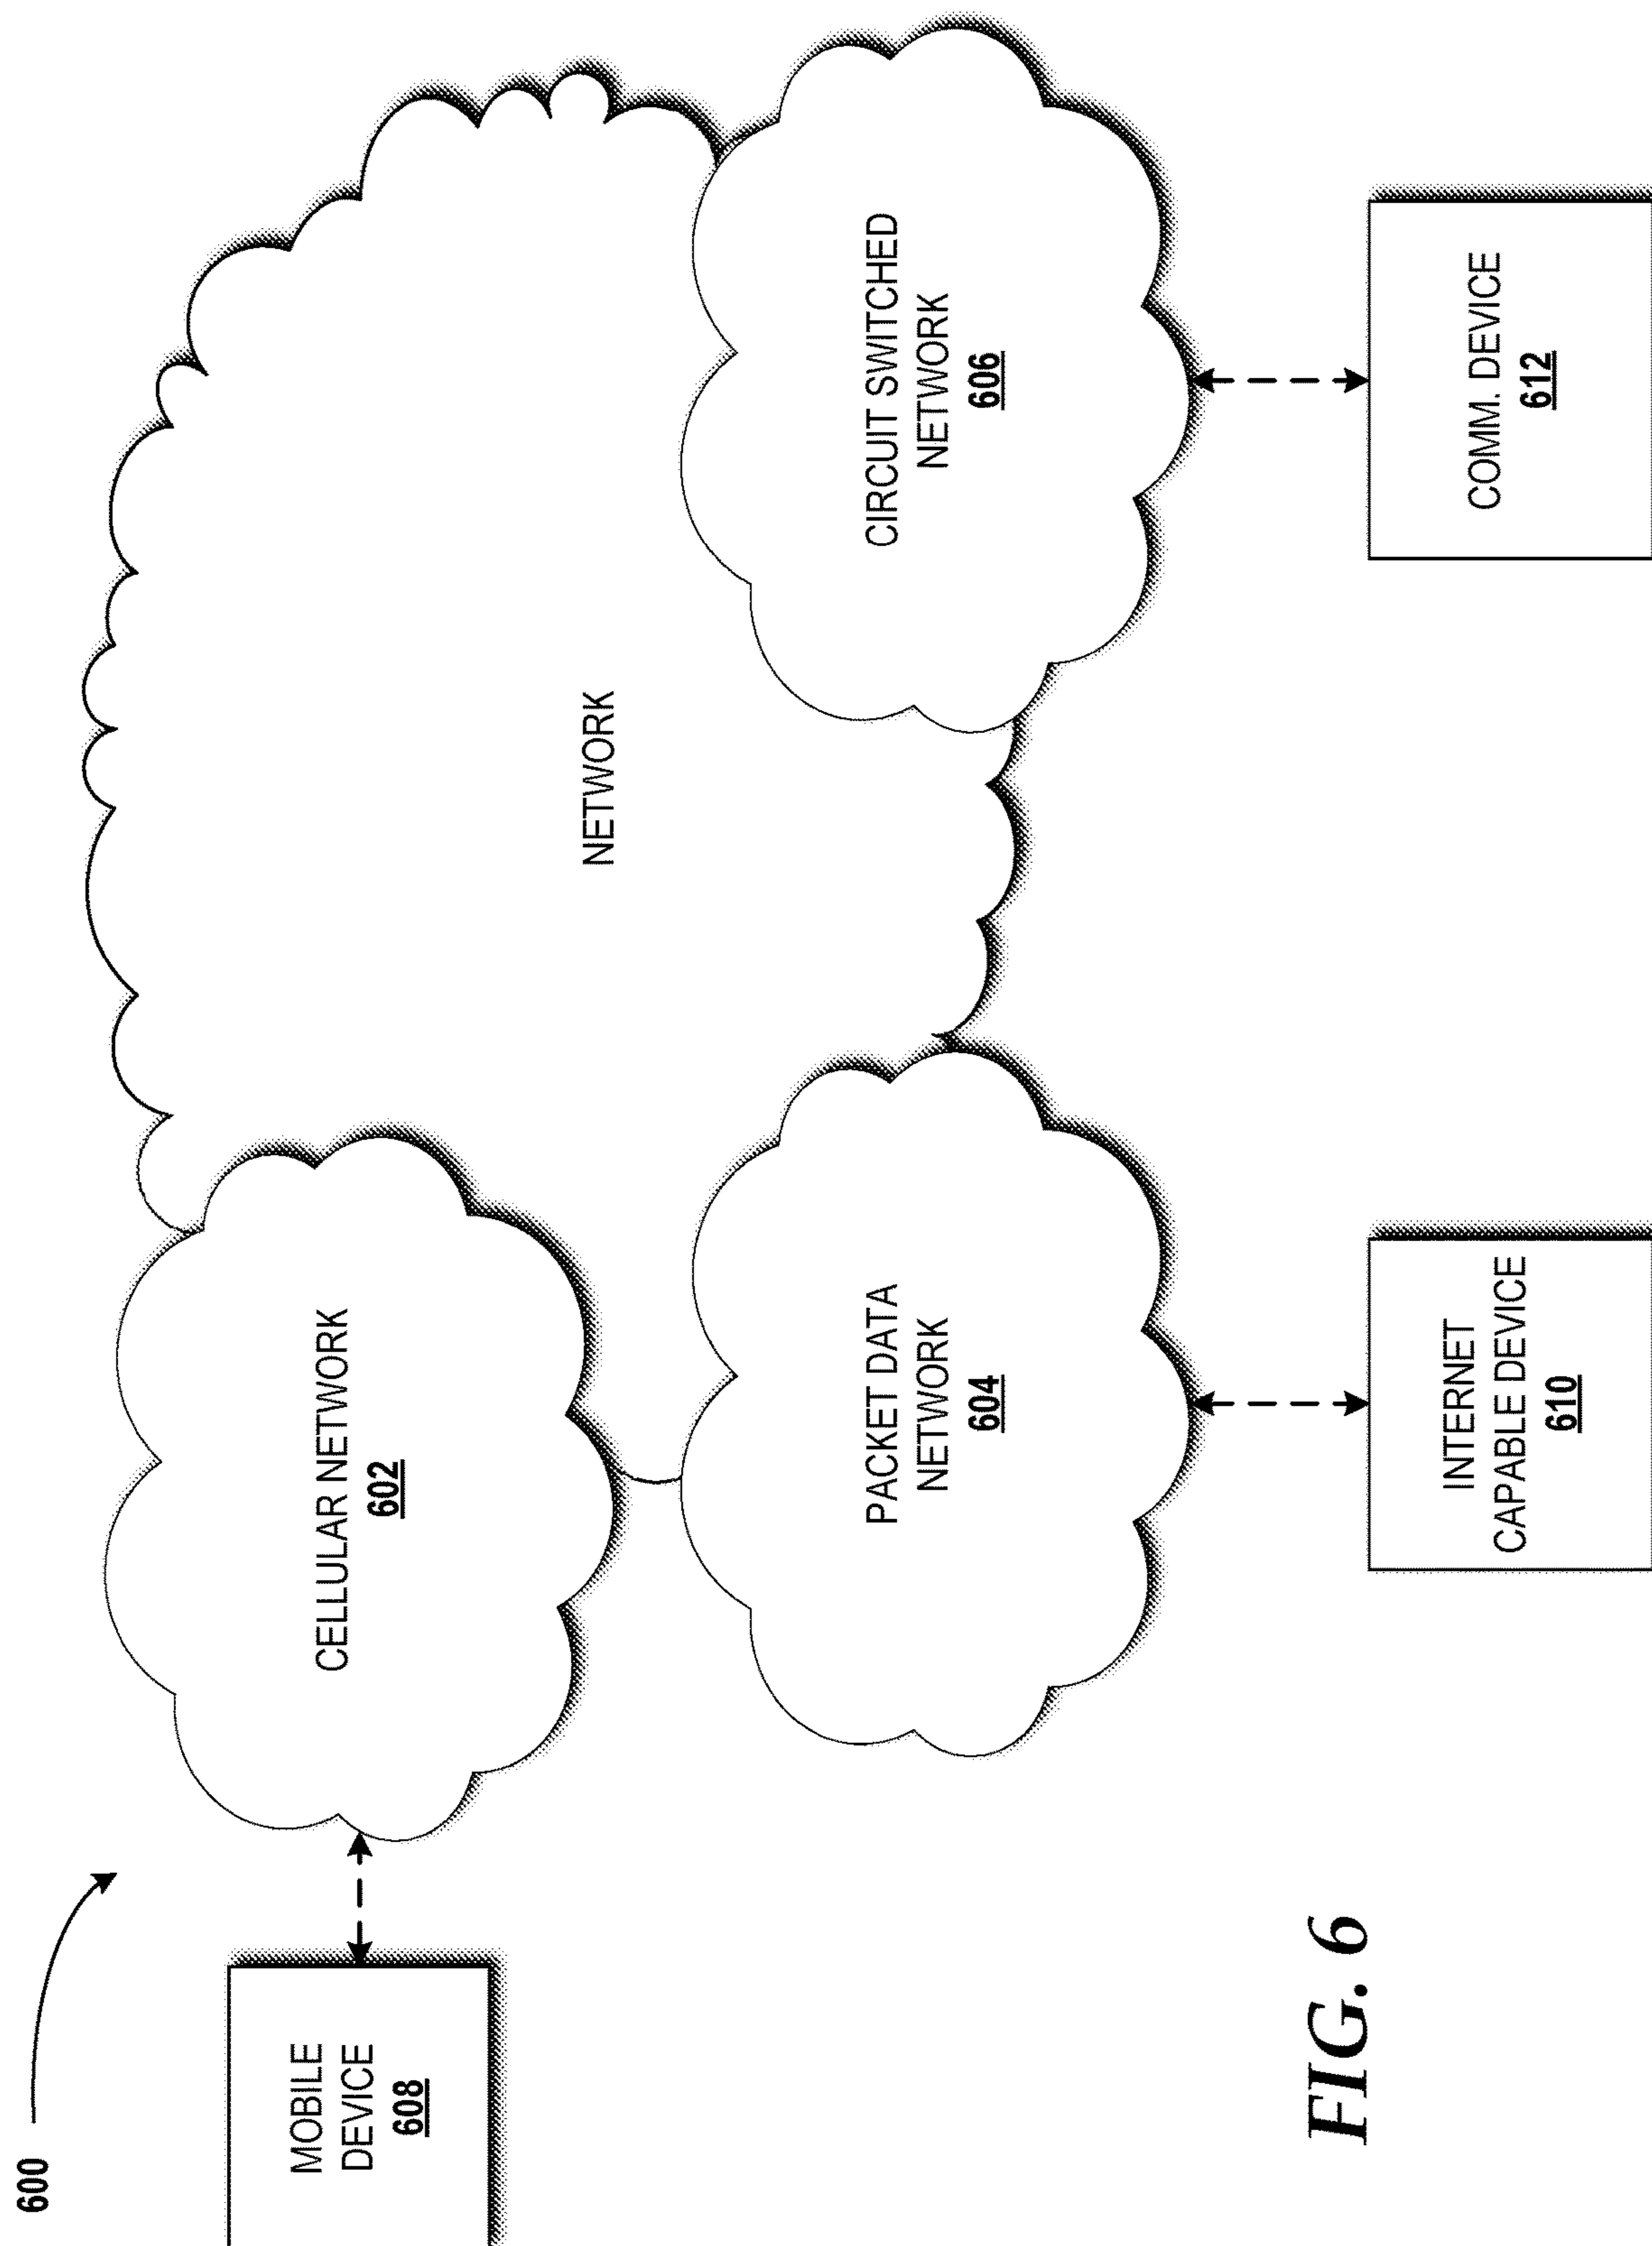 600
MOBILE
DEVICE
608
CELLULAR NETWORK
602
NETWORK
PACKET DATA
NETWORK
604
CIRCUIT SWITCHED
NETWORK
606
INTERNET
CAPABLE DEVICE
610
COMM. DEVICE
612
FIG. 6